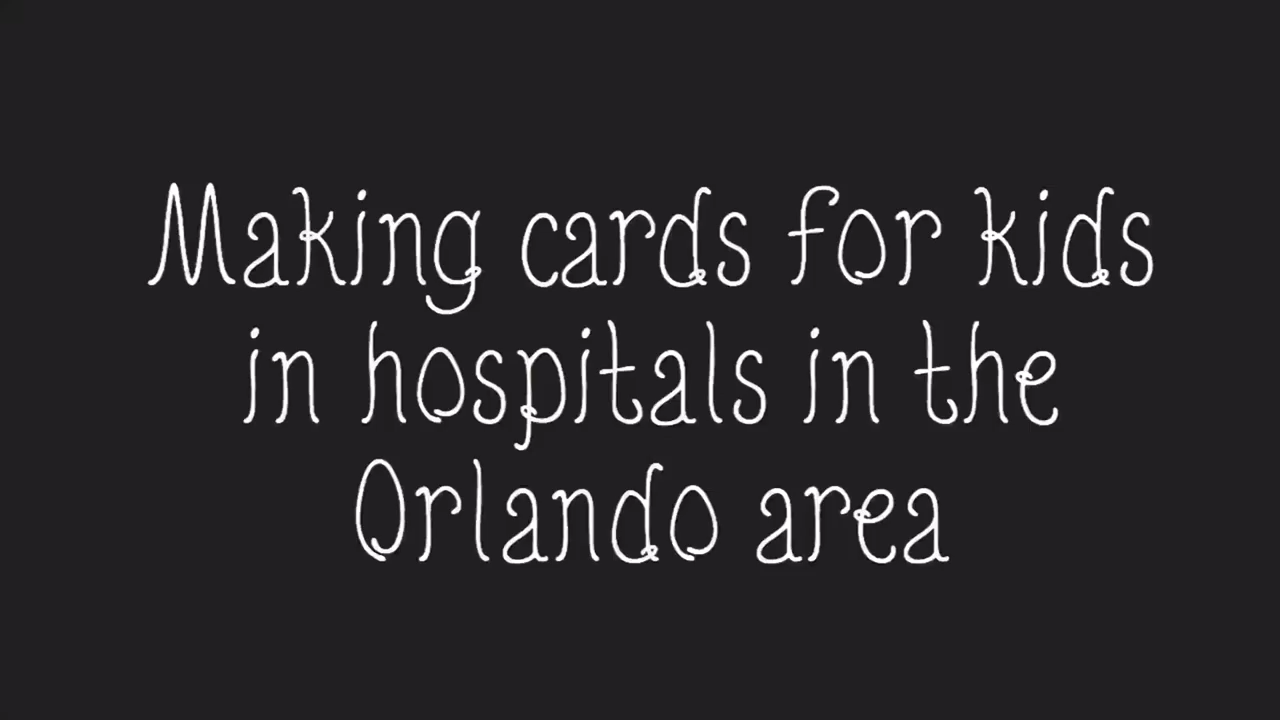 Making cards for kids
in hospitals in the
Orlando area